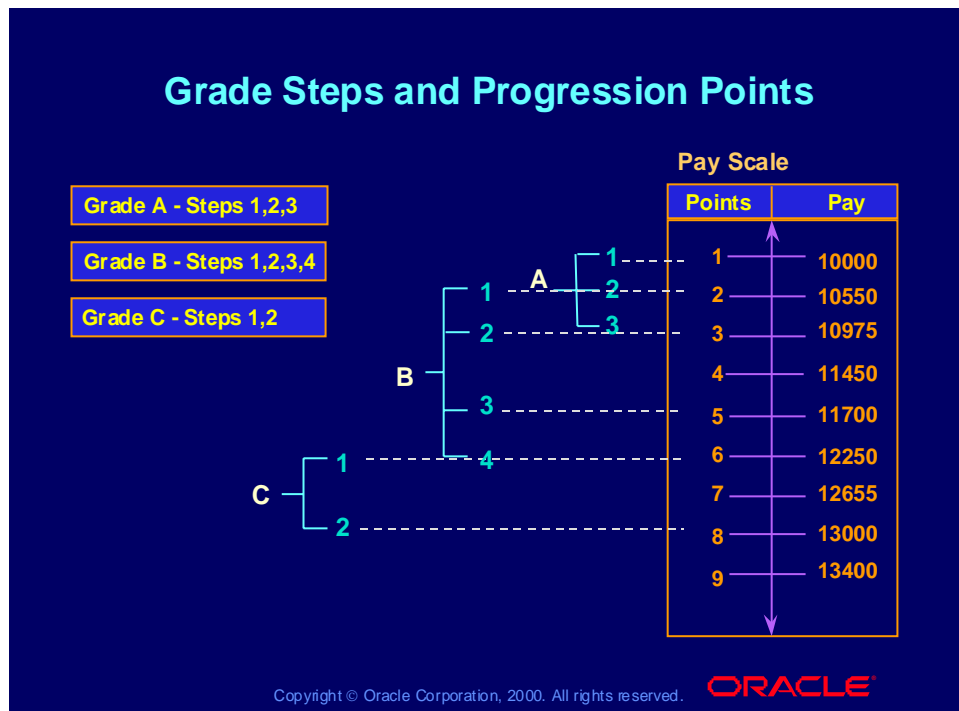 Grade Steps and Progression Points
Pay Scale
Grade A - Steps 1,2,3
Grade B - Steps 1,2,3,4
Grade C - Steps 1,2
Points Pay
A
1
2
3
B
1
2
3
4
C
1
2
1 10000
2 10550
3 10975
4 11450
5 11700
6 12250
7 12655
8 13000
9 13400
Copyright © Oracle Corporation, 2000. All rights reserved.
ORACLE